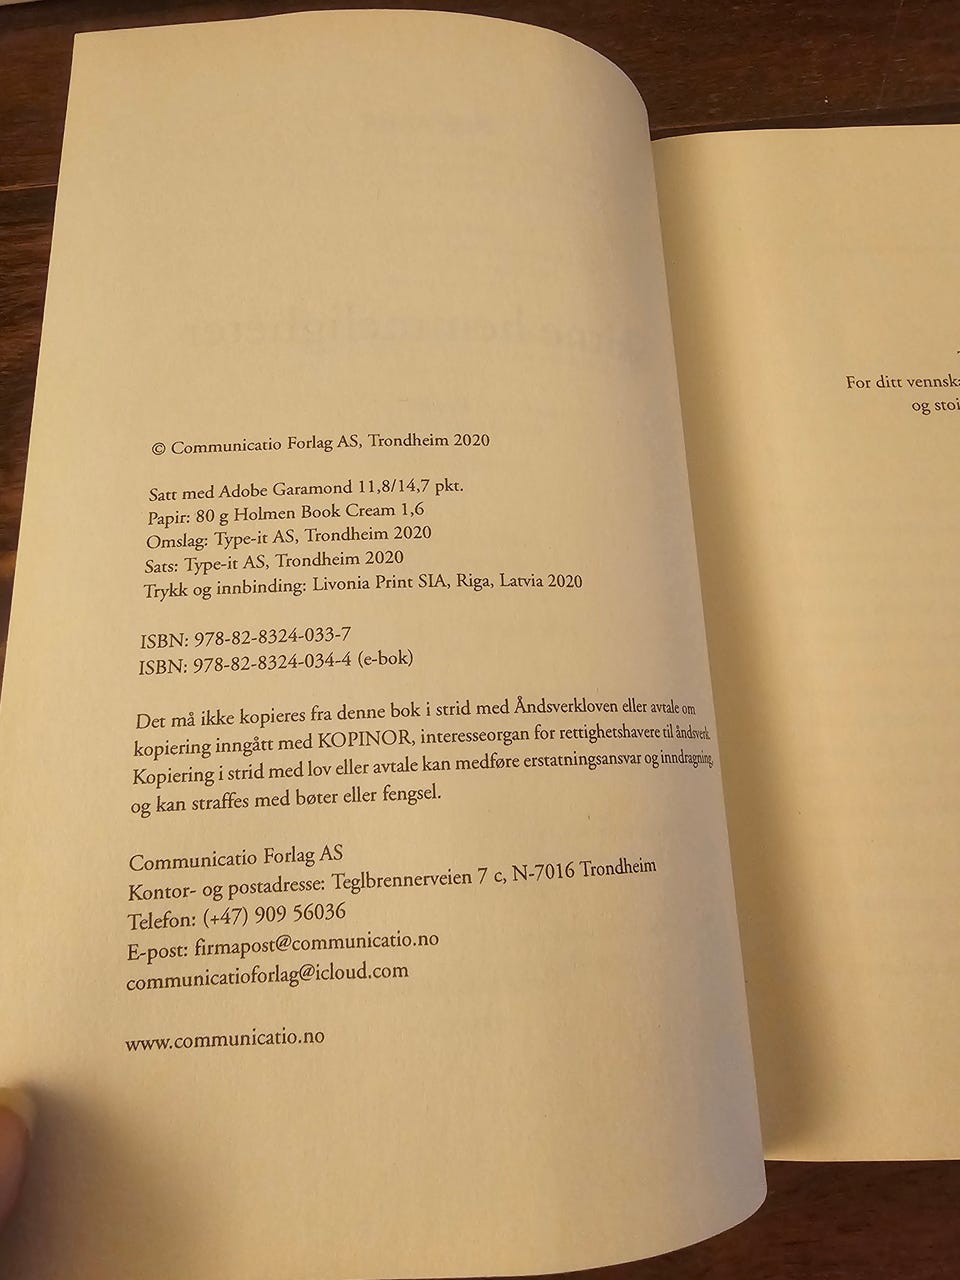 © Communicatio Forlag AS, Trondheim 2020
Satt med Adobe Garamond 11,8/14,7 pkt.
Papir: 80 g Holmen Book Cream 1,6
Omslag: Type-it AS, Trondheim 2020
Sats: Type-it AS, Trondheim 2020
Trykk og innbinding: Livonia Print SIA, Riga, Latvia 2020
ISBN: 978-82-8324-033-7
ISBN: 978-82-8324-034-4 (e-bok)
Det må ikke kopieres fra denne bok i strid med Åndsverkloven eller avtale om
kopiering inngått med KOPINOR, interesseorgan for rettighetshavere til åndsverk.
Kopiering i strid med lov eller avtale kan medføre erstatningsansvar og inndragning,
og kan straffes med bøter eller fengsel.
Communicatio Forlag AS
Kontor- og postadresse: Teglbrennerveien 7 c, N-7016 Trondheim
Telefon: (+47) 909 56036
E-post: firmapost@communicatio.no
communicatioforlag@icloud.com
www.communicatio.no
For ditt vennska
og stoi